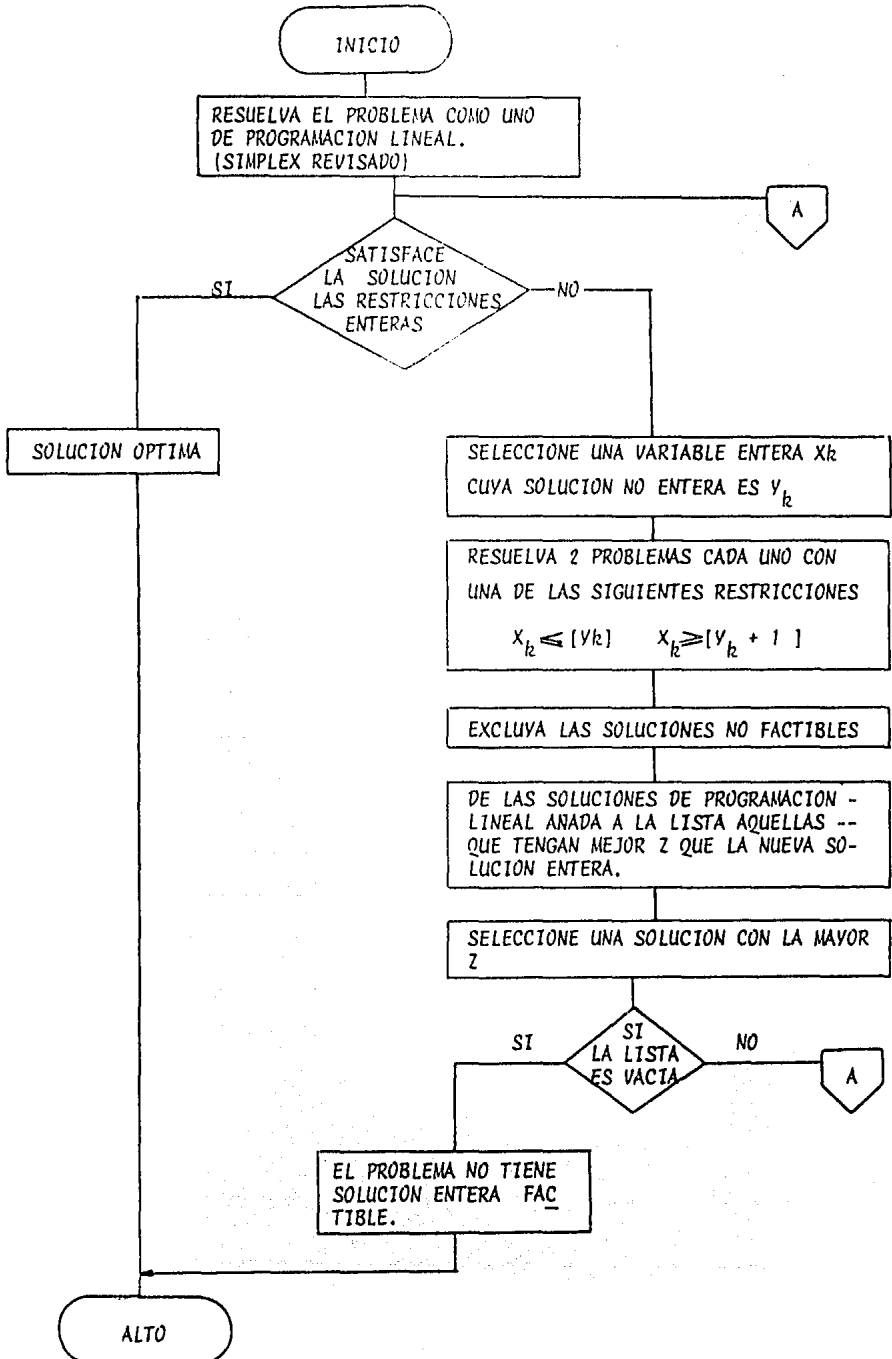 INICIO
RESUELVA EL PROBLEMA COMO UNO
DE PROGRAMACION LINEAL.
(SIMPLEX REVISADO)
A
SATISFACE
LA SOLUCION
LAS RESTRICCIONES
ENTERAS
SI
NO
SOLUCION OPTIMA
SELECCIONE UNA VARIABLE ENTERA Xk
CUYA SOLUCION NO ENTERA ES Yk
RESUELVA 2 PROBLEMAS CADA UNO CON
UNA DE LAS SIGUIENTES RESTRICCIONES
Xk ≤ [Yk] Xk ≥ [Yk + 1 ]
EXCLUYA LAS SOLUCIONES NO FACTIBLES
DE LAS SOLUCIONES DE PROGRAMACION -
LINEAL AÑADA A LA LISTA AQUELLAS --
QUE TENGAN MEJOR Z QUE LA NUEVA SO-
LUCION ENTERA.
SELECCIONE UNA SOLUCION CON LA MAYOR
Z
SI
LA LISTA
ES VACIA
SI
NO
A
EL PROBLEMA NO TIENE
SOLUCION ENTERA FAC
TIBLE.
ALTO